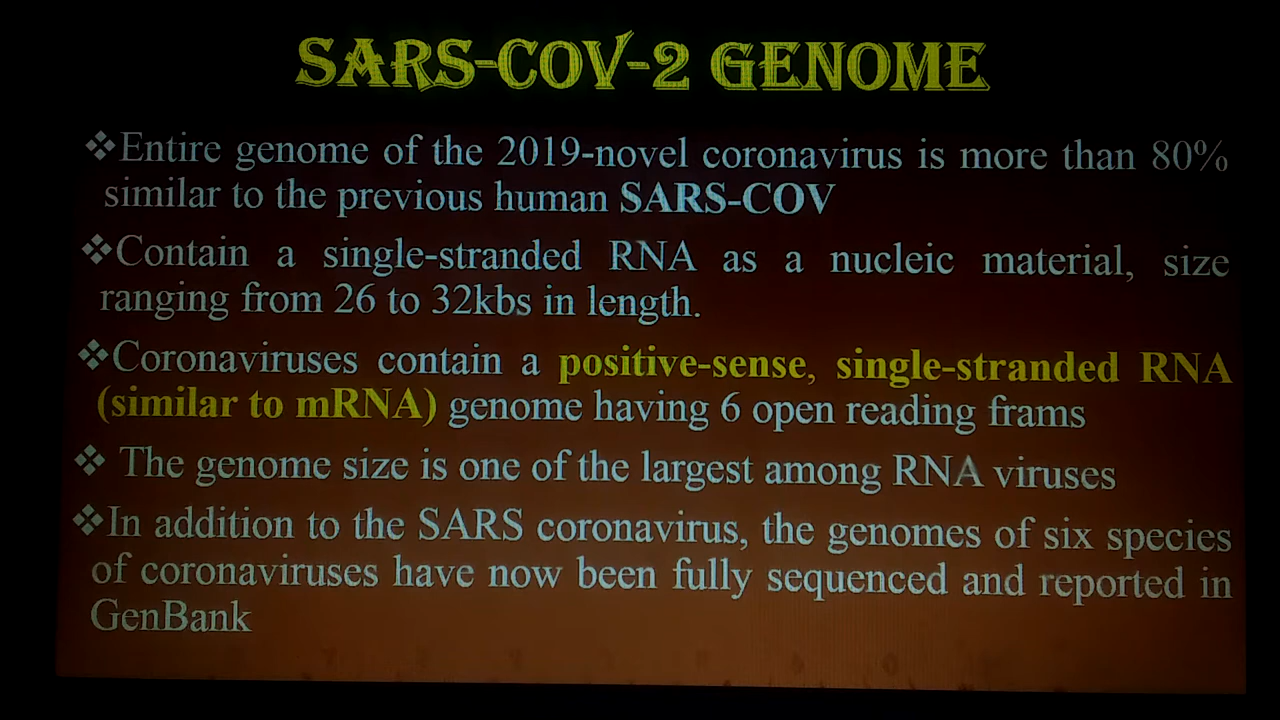 SARS-COV-2 GENOME
❖Entire genome of the 2019-novel coronavirus is more than 80%
similar to the previous human SARS-COV
❖Contain a single-stranded RNA as a nucleic material, size
ranging from 26 to 32kbs in length.
❖Coronaviruses contain a positive-sense, single-stranded RNA
(similar to mRNA) genome having 6 open reading frams
❖ The genome size is one of the largest among RNA viruses
❖In addition to the SARS coronavirus, the genomes of six species
of coronaviruses have now been fully sequenced and reported in
GenBank